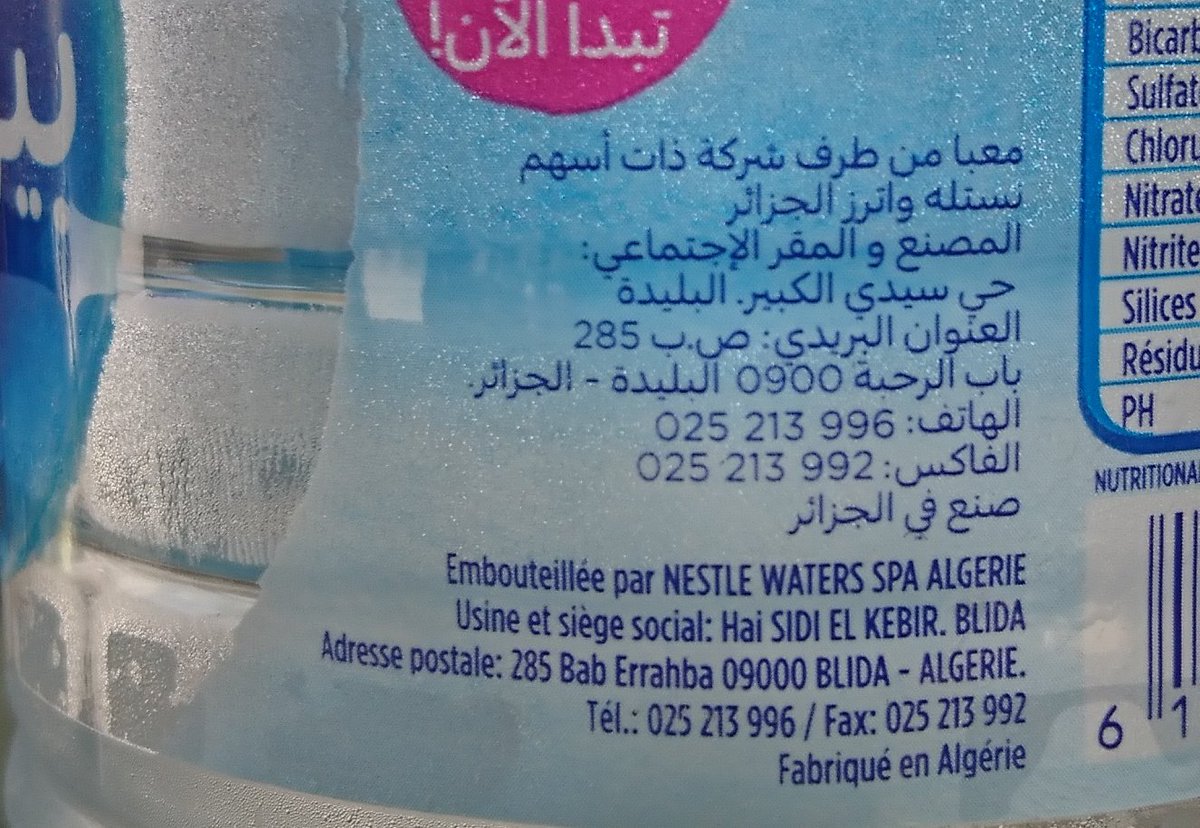 تبدا الآن!
معبا من طرف شركة ذات أسهم
نستله واترز الجزائر
المصنع و المقر الإجتماعي:
حي سيدي الكبير. البليدة
العنوان البريدي: ص.ب 285
باب الرحبة 0900 البليدة - الجزائر.
الهاتف: 025 213 996
الفاكس: 025 213 992
صنع في الجزائر
Embouteillée par NESTLE WATERS SPA ALGERIE
Usine et siège social: Hai SIDI EL KEBIR. BLIDA
Adresse postale: 285 Bab Errahba 09000 BLIDA - ALGERIE.
Tél.: 025 213 996 / Fax: 025 213 992
Fabriqué en Algérie
Bicarb
Sulfat
Chloru
Nitrate
Nitrite
Silices
Résidu
PH
NUTRITIONA
6 1